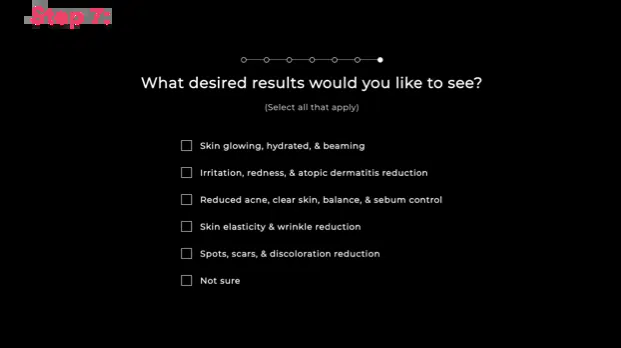 Step 7:
What desired results would you like to see?
(Select all that apply)
Skin glowing, hydrated, & beaming
Irritation, redness, & atopic dermatitis reduction
Reduced acne, clear skin, balance, & sebum control
Skin elasticity & wrinkle reduction
Spots, scars, & discoloration reduction
Not sure